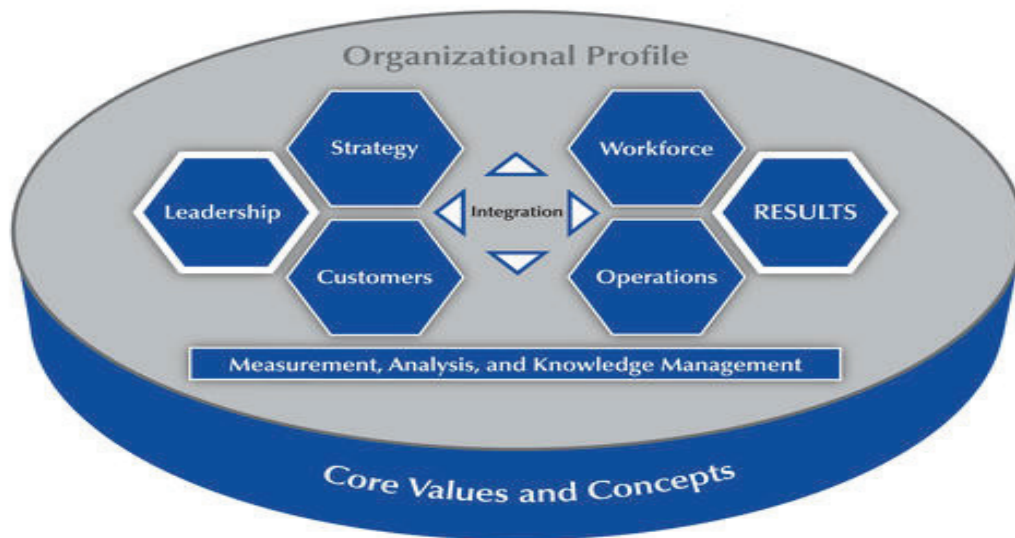 Organizational Profile
Strategy
Workforce
Leadership
Integration
RESULTS
Customers
Operations
Measurement, Analysis, and Knowledge Management
Core Values and Concepts